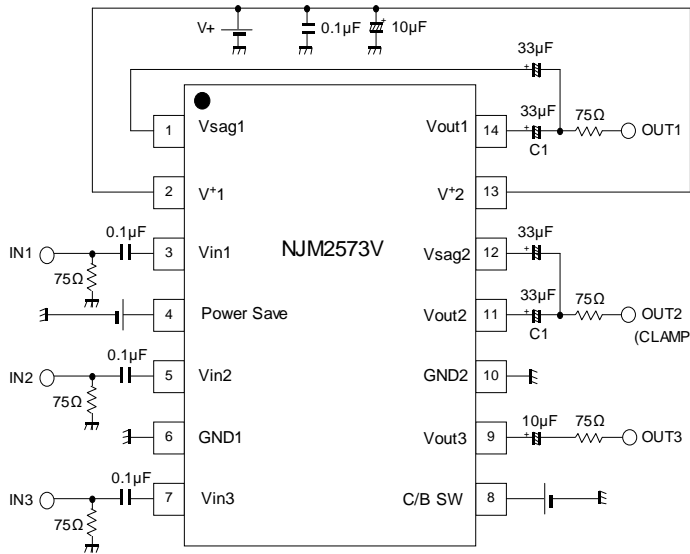 V+
0.1µF
10µF
33µF
33µF
C1
75Ω
OUT1
1
Vsag1
Vout1
14
2
V+1
V+2
13
0.1µF
IN1
75Ω
3
Vin1
NJM2573V
Vsag2
12
33µF
4
Power Save
Vout2
11
33µF
C1
75Ω
OUT2
(CLAMP
0.1µF
IN2
75Ω
5
Vin2
GND2
10
6
GND1
Vout3
9
10µF
75Ω
OUT3
0.1µF
IN3
75Ω
7
Vin3
C/B SW
8